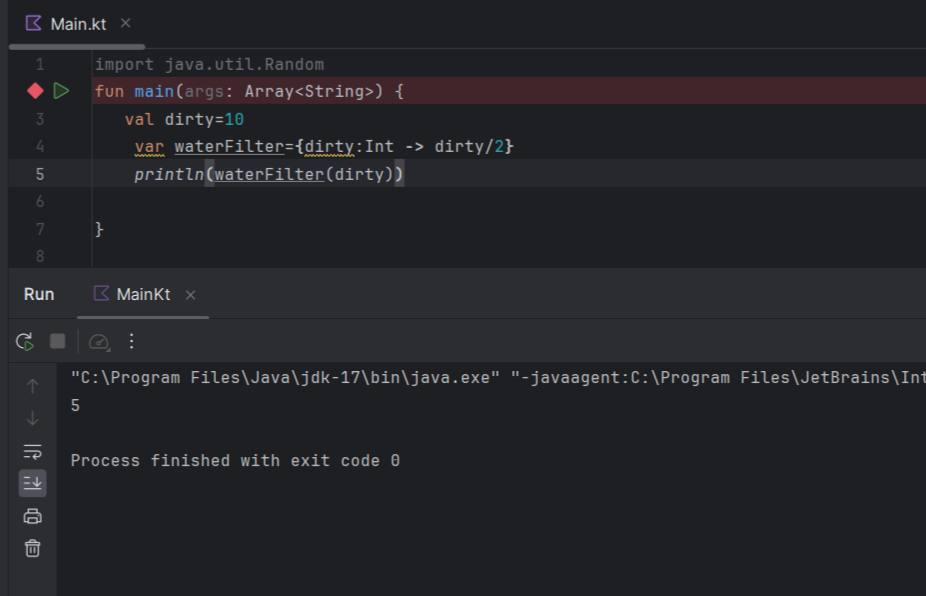 Main.kt
1 import java.util.Random
fun main(args: Array<String>) {
3 val dirty=10
4 var waterFilter={dirty:Int -> dirty/2}
5 println(waterFilter(dirty))
6
7 }
8
Run MainKt
"C:\Program Files\Java\jdk-17\bin\java.exe" "-javaagent:C:\Program Files\JetBrains\Int
5
Process finished with exit code 0